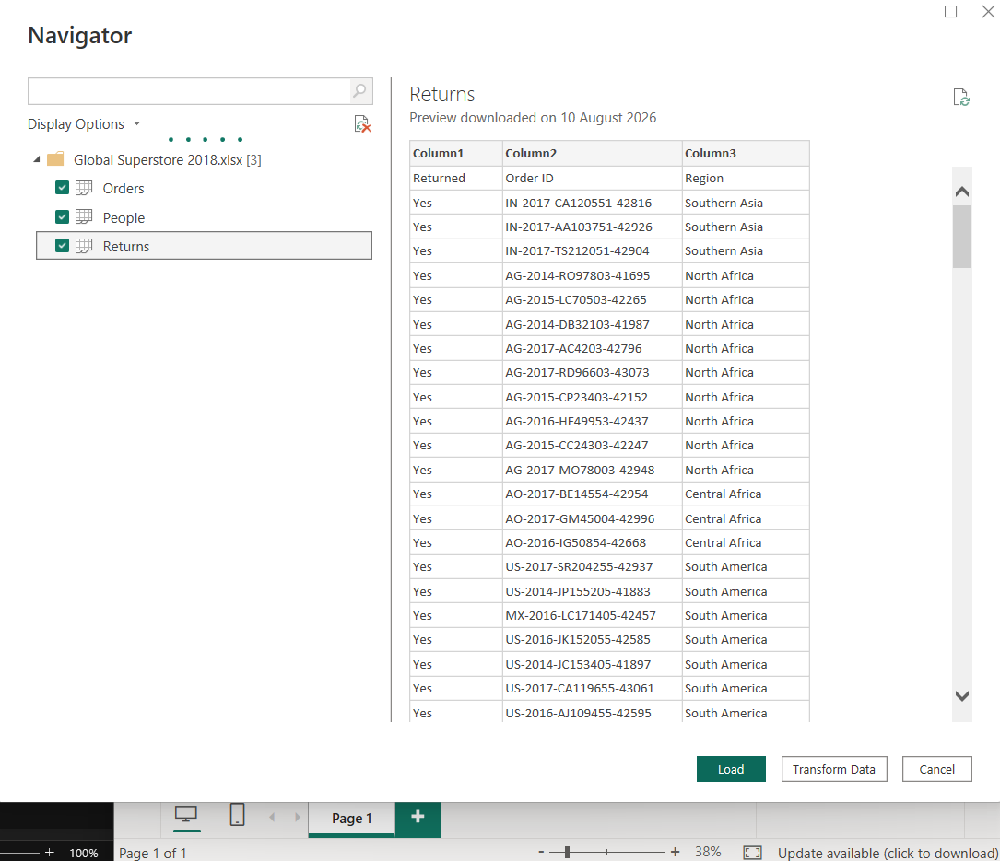 Navigator
Display Options
Global Superstore 2018.xlsx [3]
Orders
People
Returns
Returns
Preview downloaded on 10 August 2026
Column1 Column2 Column3
Returned Order ID Region
Yes IN-2017-CA120551-42816 Southern Asia
Yes IN-2017-AA103751-42926 Southern Asia
Yes IN-2017-TS212051-42904 Southern Asia
Yes AG-2014-RO97803-41695 North Africa
Yes AG-2015-LC70503-42265 North Africa
Yes AG-2014-DB32103-41987 North Africa
Yes AG-2017-AC4203-42796 North Africa
Yes AG-2017-RD96603-43073 North Africa
Yes AG-2015-CP23403-42152 North Africa
Yes AG-2016-HF49953-42437 North Africa
Yes AG-2015-CC24303-42247 North Africa
Yes AG-2017-MO78003-42948 North Africa
Yes AO-2017-BE14554-42954 Central Africa
Yes AO-2017-GM45004-42996 Central Africa
Yes AO-2016-IG50854-42668 Central Africa
Yes US-2017-SR204255-42937 South America
Yes US-2014-JP155205-41883 South America
Yes MX-2016-LC171405-42457 South America
Yes US-2016-JK152055-42585 South America
Yes US-2014-JC153405-41897 South America
Yes US-2017-CA119655-43061 South America
Yes US-2016-AJ109455-42595 South America
Load Transform Data Cancel
Page 1 +
+ 100% Page 1 of 1 - + 38% Update available (click to download)